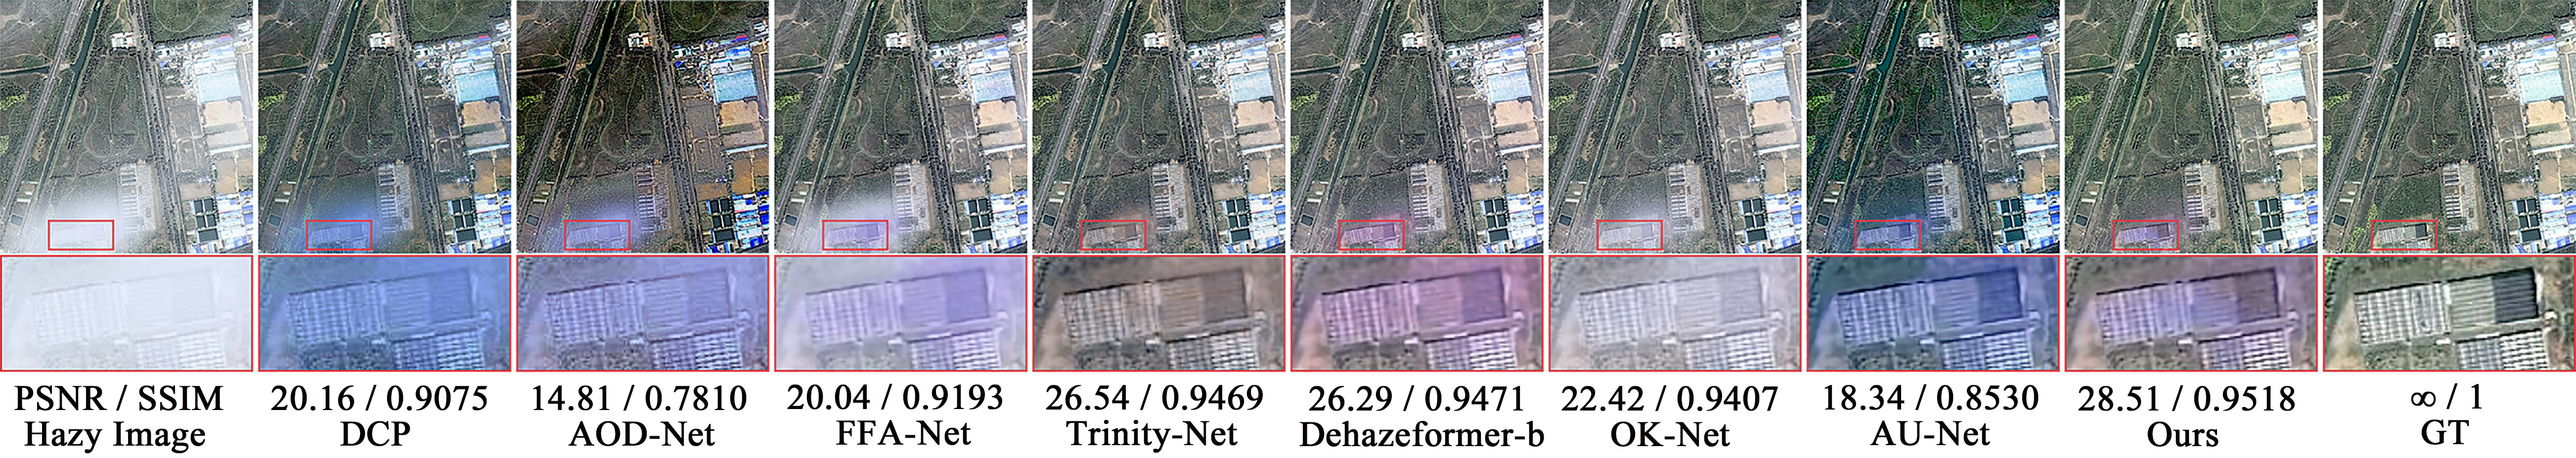 PSNR / SSIM 20.16 / 0.9075 14.81 / 0.7810 20.04 / 0.9193 26.54 / 0.9469 26.29 / 0.9471 22.42 / 0.9407 18.34 / 0.8530 28.51 / 0.9518 ∞ / 1
Hazy Image DCP AOD-Net FFA-Net Trinity-Net Dehazeformer-b OK-Net AU-Net Ours GT